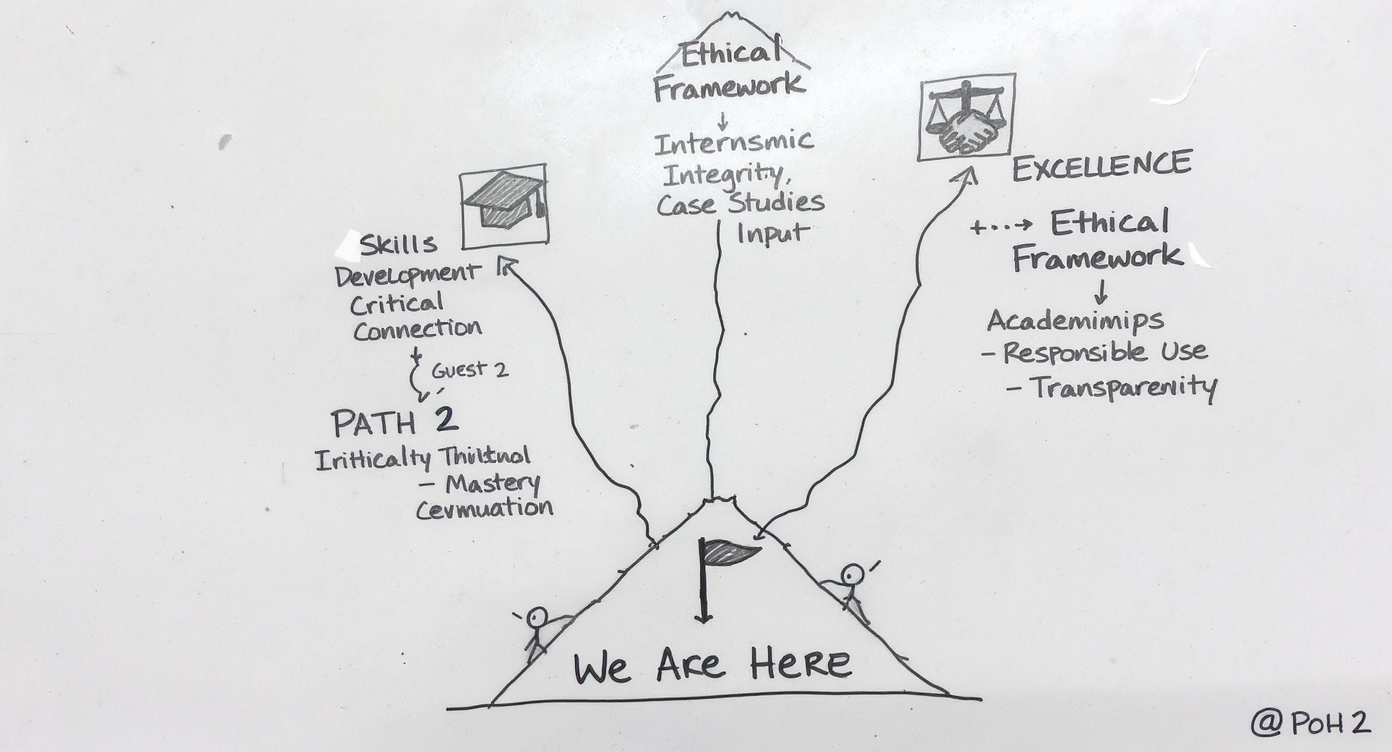 Ethical
Framework
Internsmic
Integrity,
Case Studies
Input
Skills
Development
Critical
Connection
Guest 2
PATH 2
Iritticalty Thiltnol
- Mastery
Cevmuation
EXCELLENCE
+···→ Ethical
Framework
Academimips
- Responsible Use
- Transparenity
We Are Here
@ POH 2